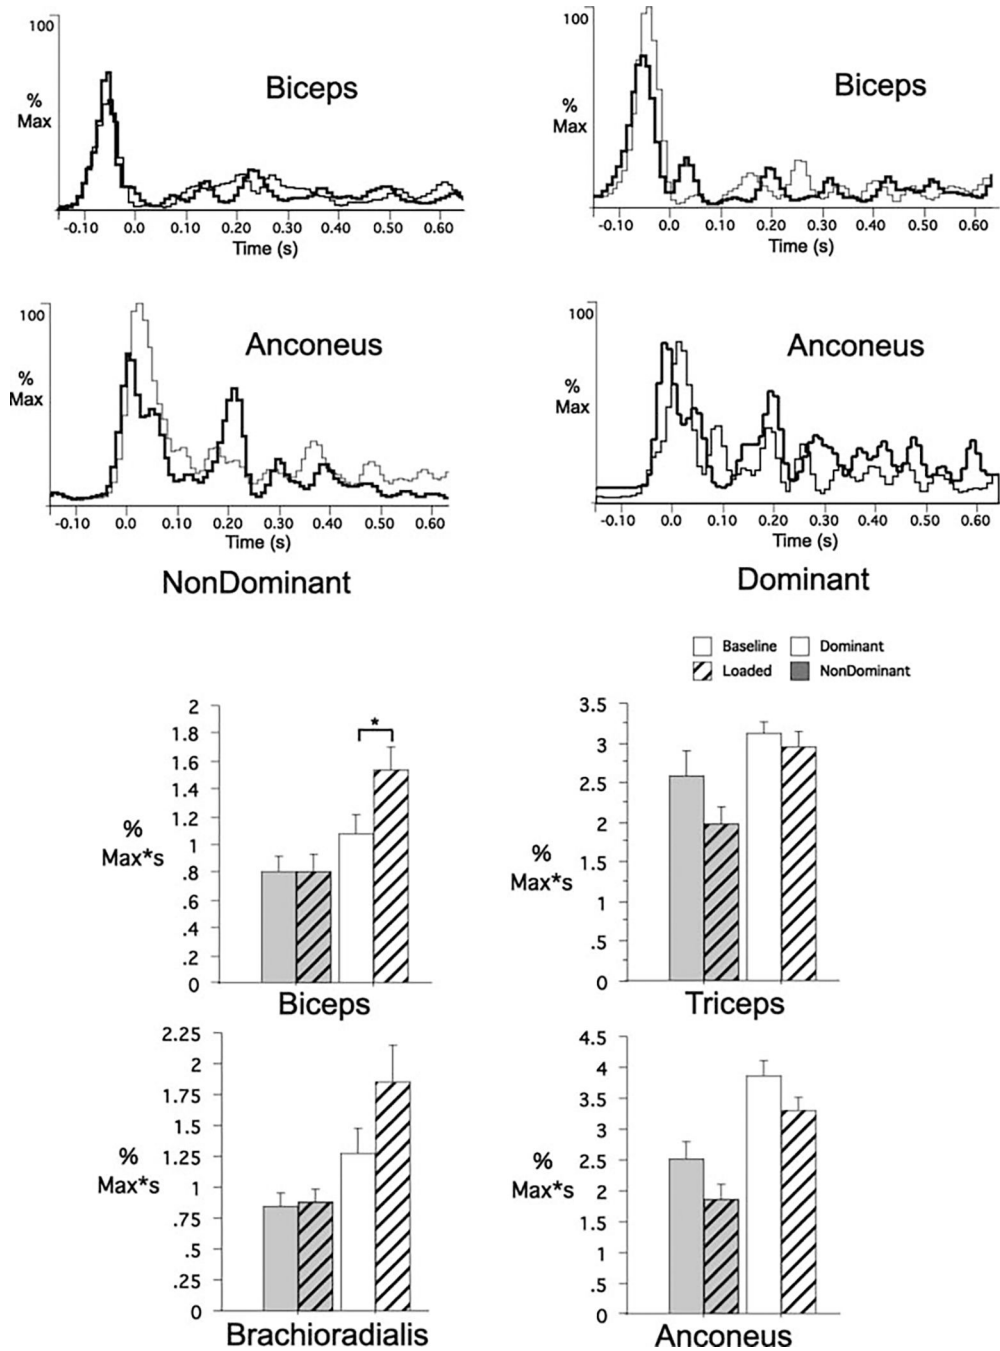 100
% Max
Biceps
-0.10 0.0 0.10 0.20 0.30 0.40 0.50 0.60
Time (s)
100
% Max
Biceps
-0.10 0.0 0.10 0.20 0.30 0.40 0.50 0.60
Time (s)
100
% Max
Anconeus
-0.10 0.0 0.10 0.20 0.30 0.40 0.50 0.60
Time (s)
NonDominant
100
% Max
Anconeus
-0.10 0.0 0.10 0.20 0.30 0.40 0.50 0.60
Time (s)
Dominant
Baseline Dominant
Loaded NonDominant
2
1.8
1.6
1.4
1.2
1
.8
.6
.4
.2
0
%
Max*s
*
Biceps
3.5
3
2.5
2
1.5
1
.5
0
%
Max*s
Triceps
2.25
2
1.75
1.5
1.25
1
.75
.5
.25
0
%
Max*s
Brachioradialis
4.5
4
3.5
3
2.5
2
1.5
1
.5
0
%
Max*s
Anconeus